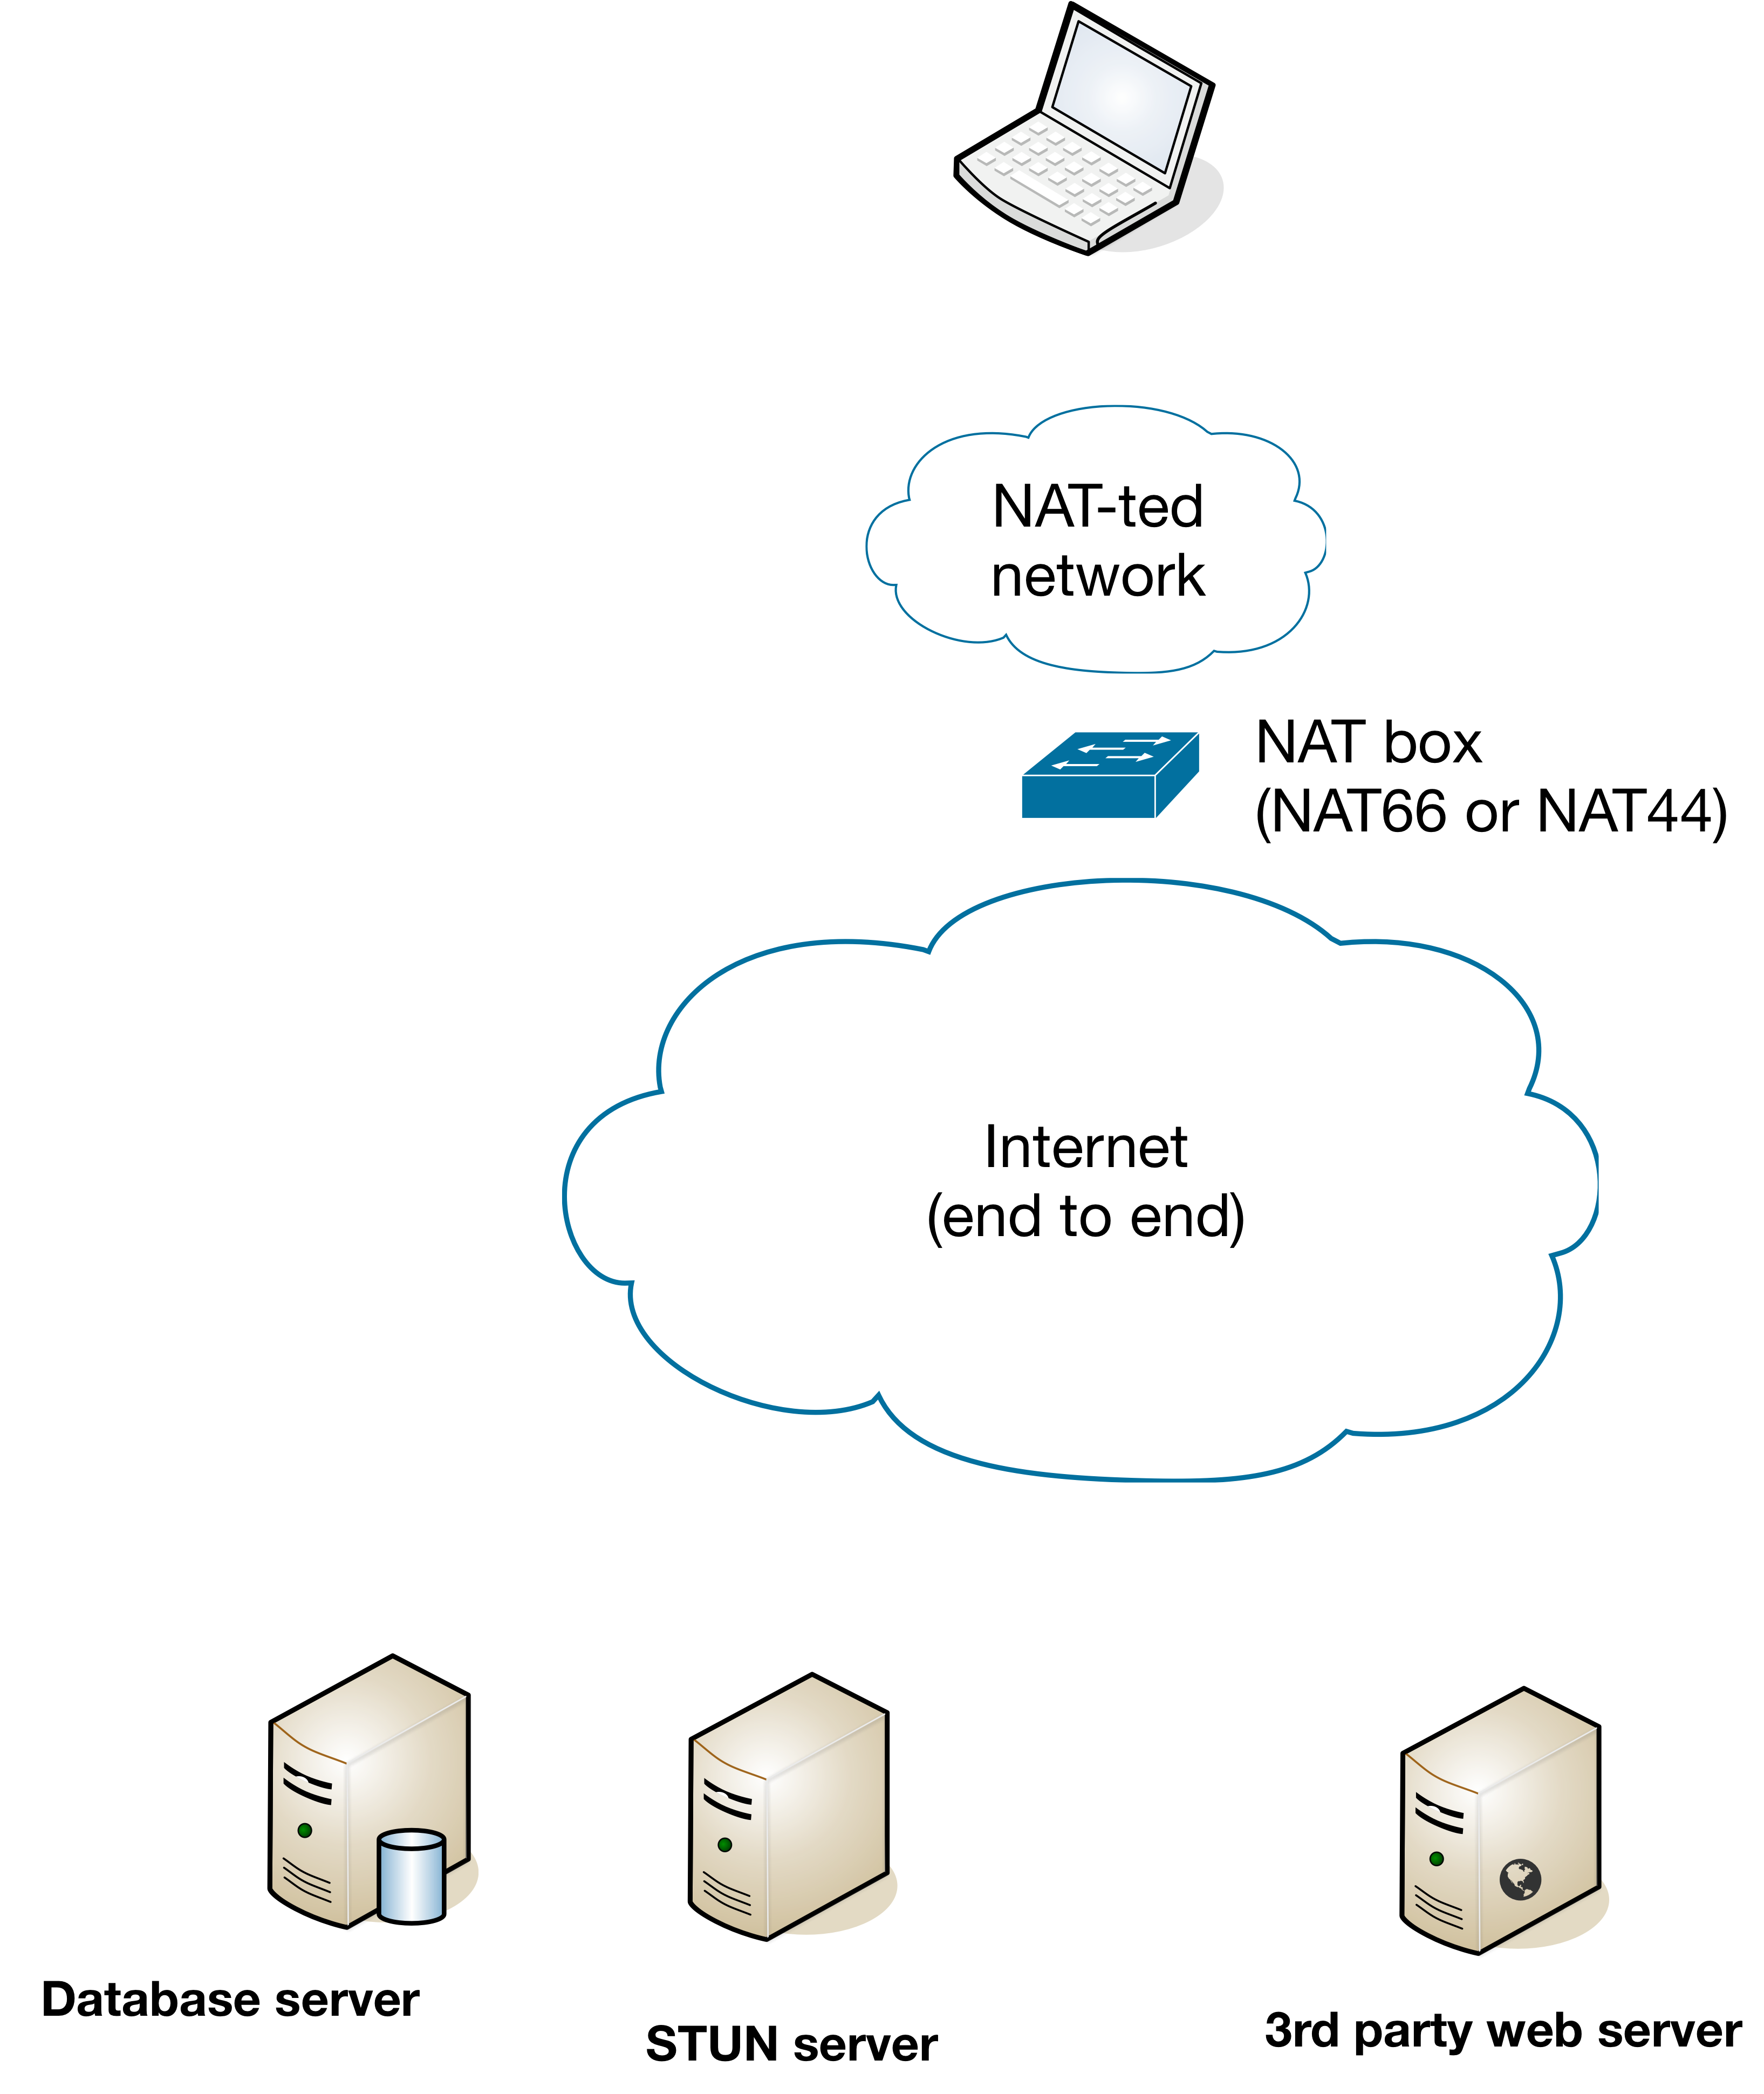 NAT-ted
network
NAT box
(NAT66 or NAT44)
Internet
(end to end)
Database server
STUN server
3rd party web server